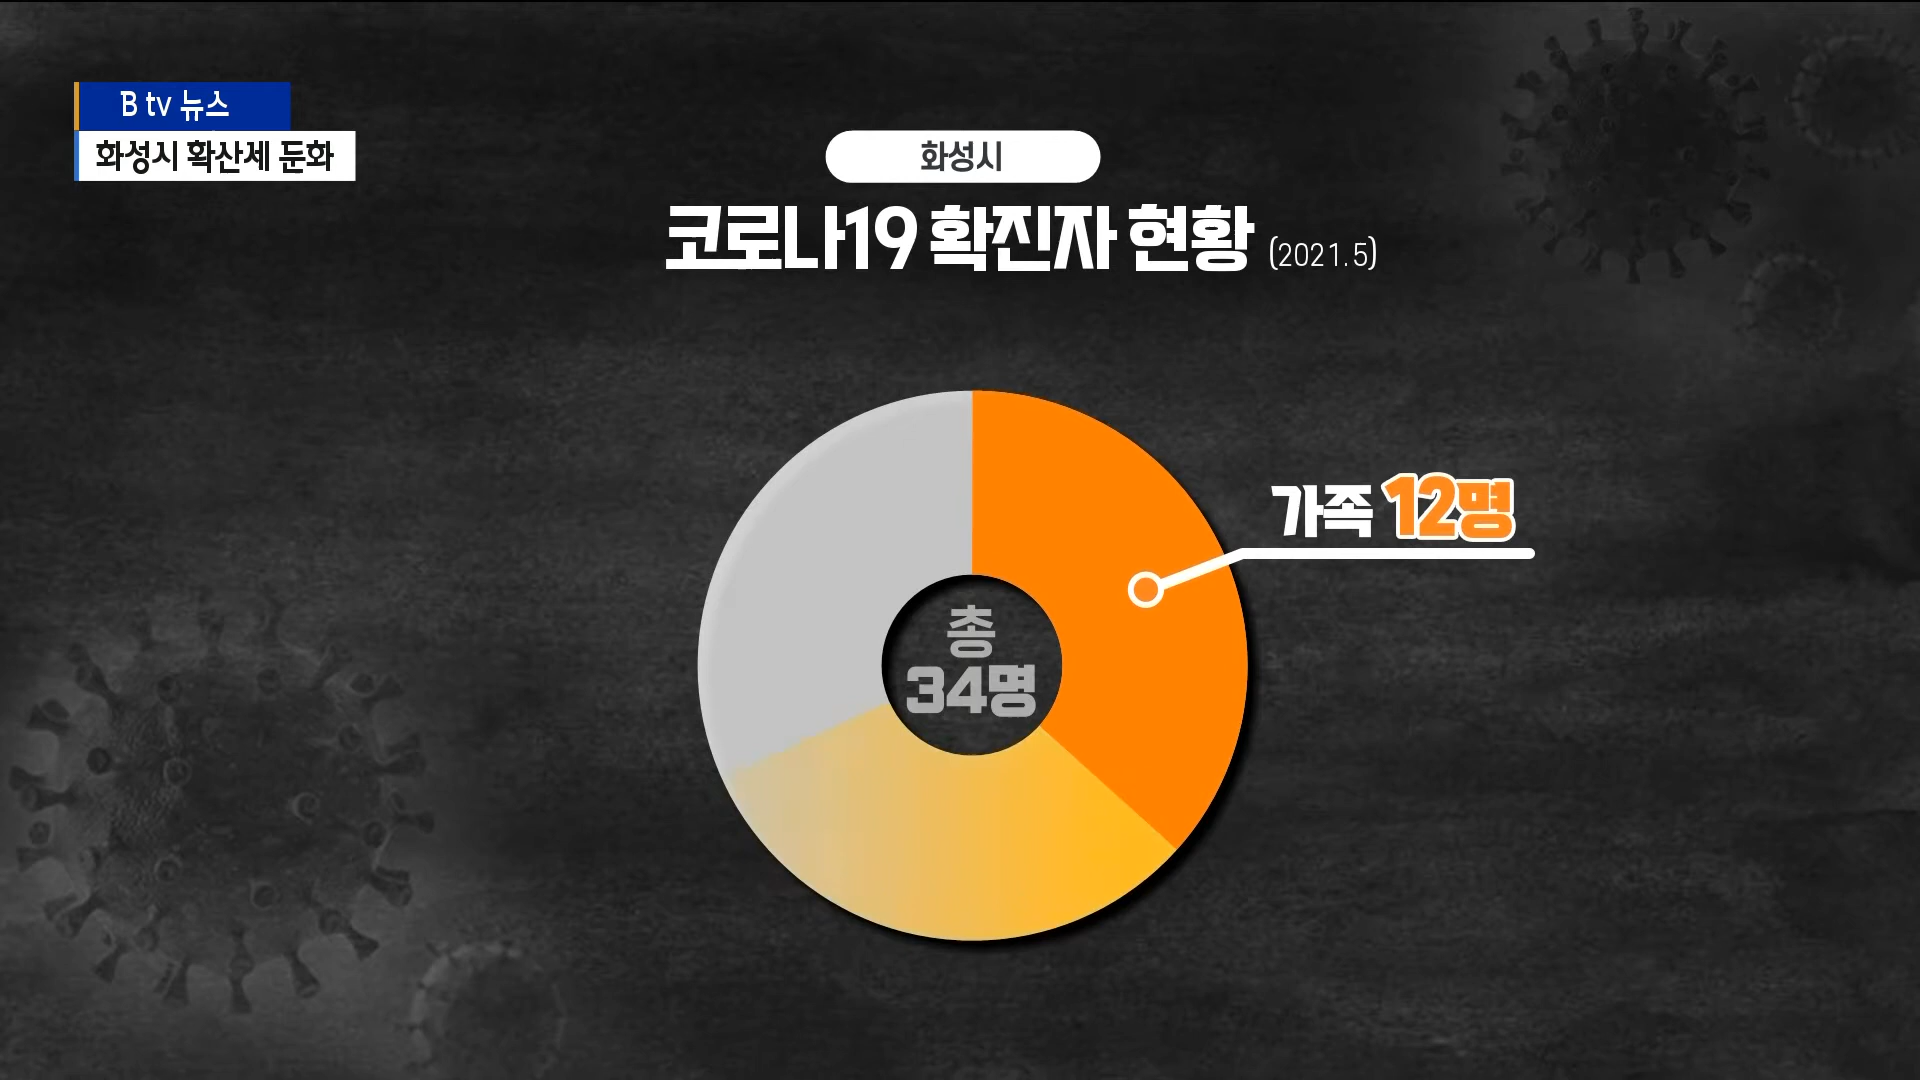 B tv 뉴스
화성시 확산세 둔화
화성시
코로나19 확진자 현황 (2021.5)
가족 12명
총
34명